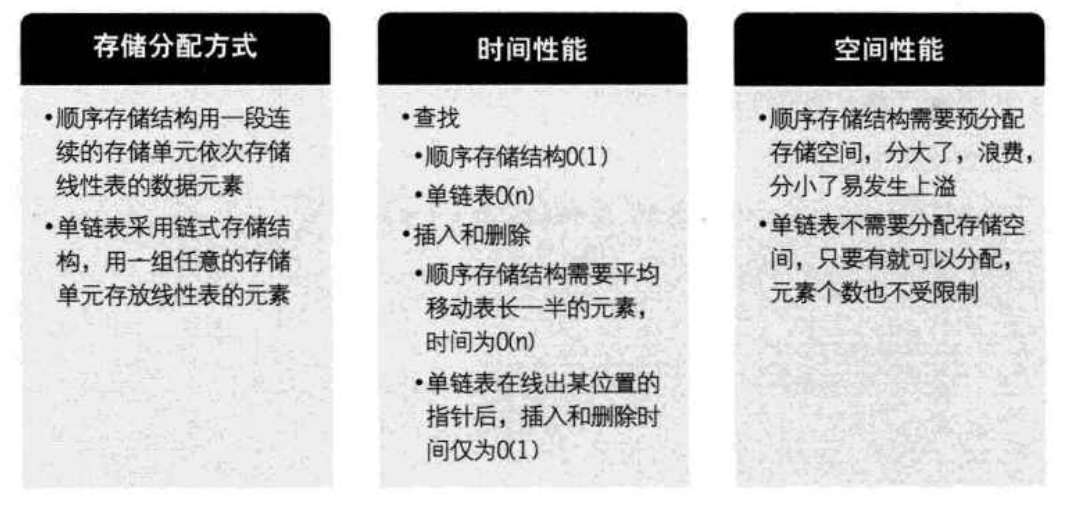 存储分配方式
•顺序存储结构用一段连
续的存储单元依次存储
线性表的数据元素
•单链表采用链式存储结
构，用一组任意的存储
单元存放线性表的元素
时间性能
•查找
•顺序存储结构O(1)
•单链表O(n)
•插入和删除
•顺序存储结构需要平均
移动表长一半的元素，
时间为O(n)
•单链表在线出某位置的
指针后，插入和删除时
间仅为O(1)
空间性能
•顺序存储结构需要预分配
存储空间，分大了，浪费，
分小了易发生上溢
•单链表不需要分配存储空
间，只要有就可以分配，
元素个数也不受限制